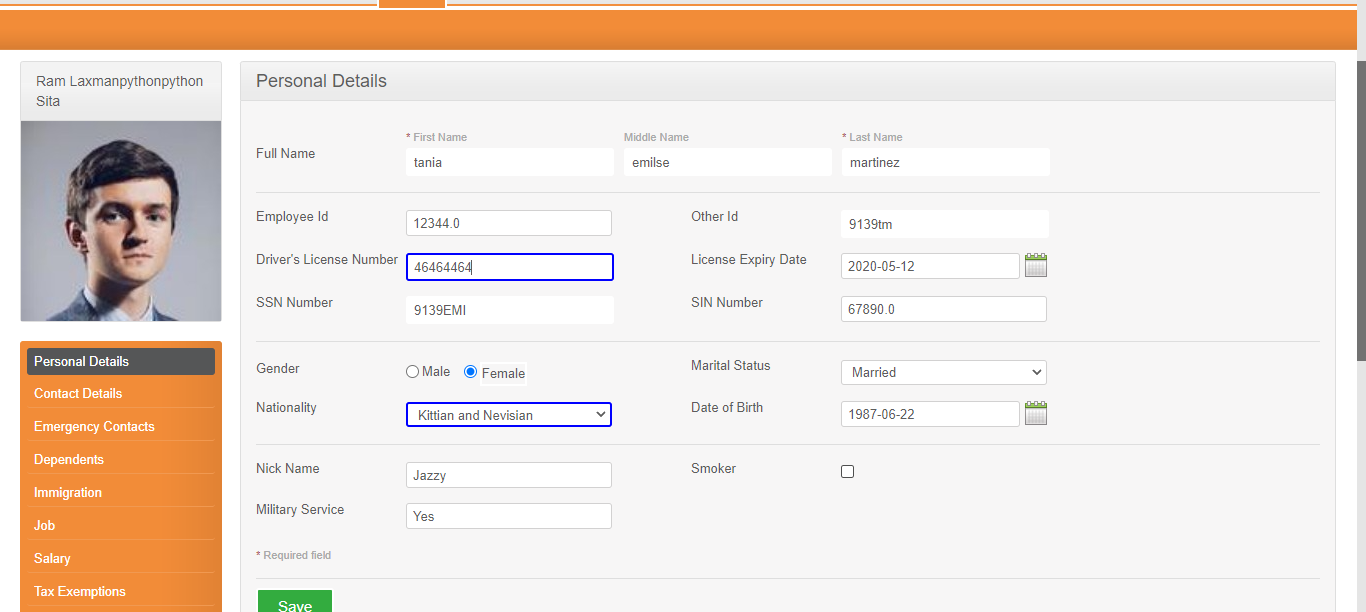 Ram Laxmanpythonpython
Sita
Personal Details
Contact Details
Emergency Contacts
Dependents
Immigration
Job
Salary
Tax Exemptions
Personal Details
* First Name Middle Name * Last Name
Full Name tania emilse martinez
Employee Id 12344.0 Other Id 9139tm
Driver's License Number 46464464 License Expiry Date 2020-05-12
SSN Number 9139EMI SIN Number 67890.0
Gender Male Female Marital Status Married
Nationality Kittian and Nevisian Date of Birth 1987-06-22
Nick Name Jazzy Smoker
Military Service Yes
* Required field
Save